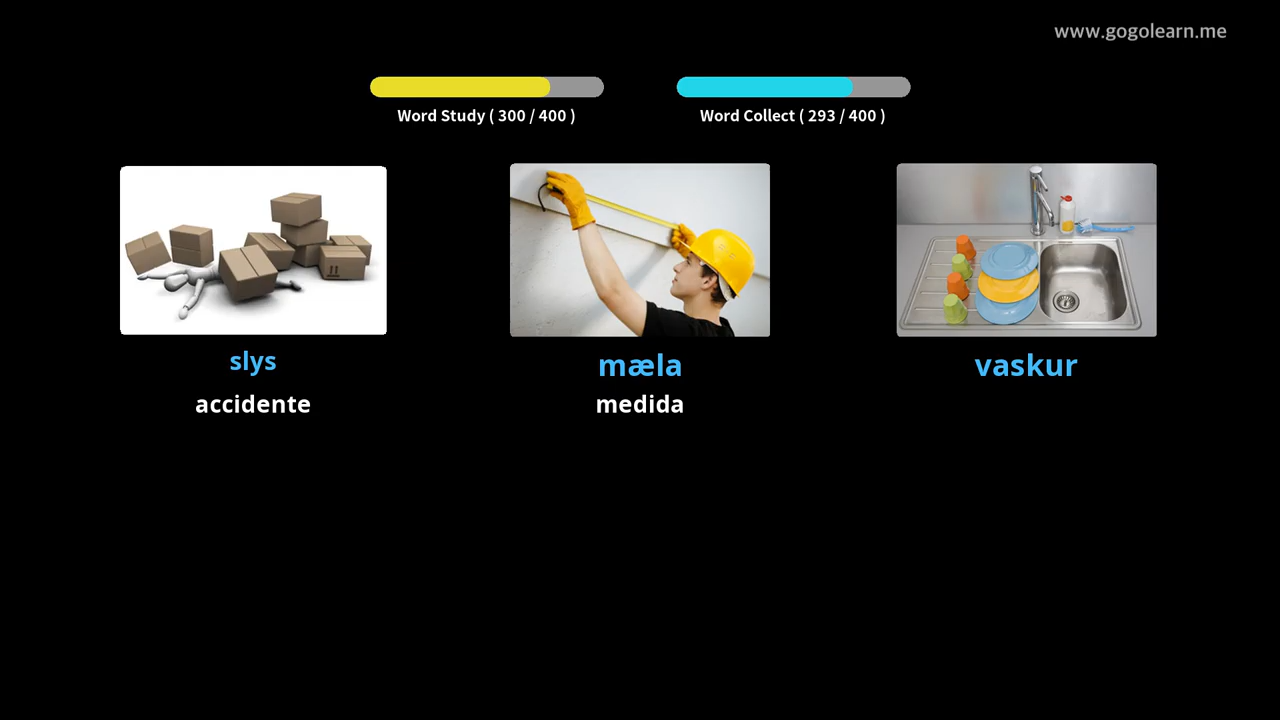 www.gogolearn.me
Word Study ( 300 / 400 )
Word Collect ( 293 / 400 )
slys
mæla
vaskur
accidente
medida